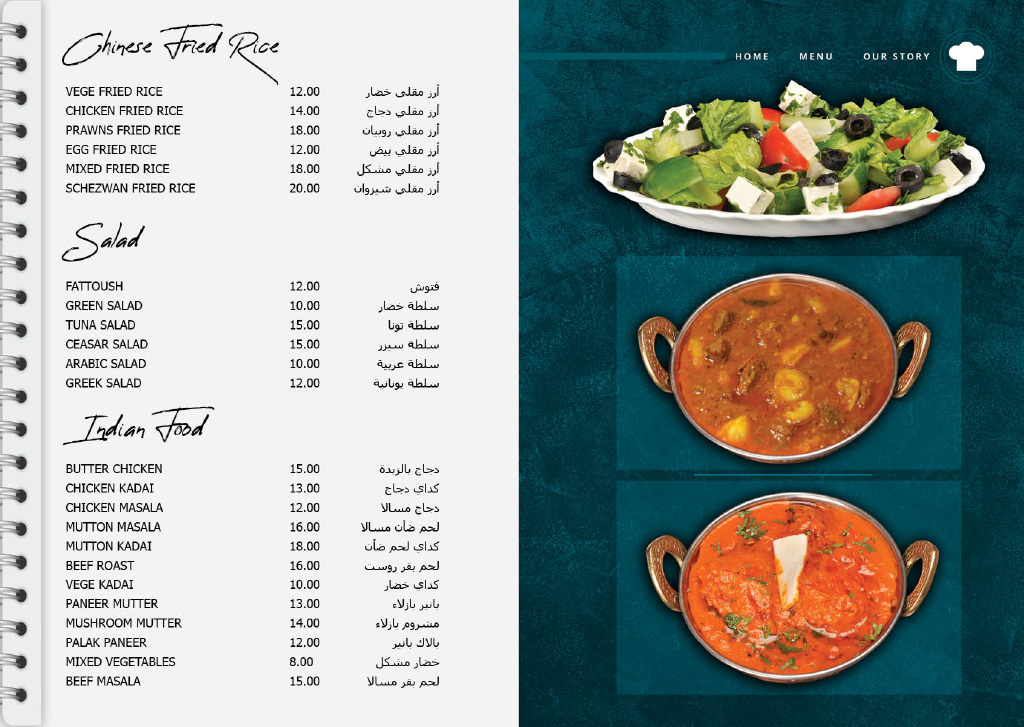 Chinese Fried Rice
VEGE FRIED RICE 12.00 أرز مقلي خضار
CHICKEN FRIED RICE 14.00 أرز مقلي دجاج
PRAWNS FRIED RICE 18.00 أرز مقلي روبيان
EGG FRIED RICE 12.00 أرز مقلي بيض
MIXED FRIED RICE 18.00 أرز مقلي مشكل
SCHEZWAN FRIED RICE 20.00 أرز مقلي شيزوان
Salad
FATTOUSH 12.00 فتوش
GREEN SALAD 10.00 سلطة خضار
TUNA SALAD 15.00 سلطة تونا
CEASAR SALAD 15.00 سلطة سيزر
ARABIC SALAD 10.00 سلطة عربية
GREEK SALAD 12.00 سلطة يونانية
Indian Food
BUTTER CHICKEN 15.00 دجاج بالزبدة
CHICKEN KADAI 13.00 كداي دجاج
CHICKEN MASALA 12.00 دجاج مسالا
MUTTON MASALA 16.00 لحم ضأن مسالا
MUTTON KADAI 18.00 كداي لحم ضأن
BEEF ROAST 16.00 لحم بقر روست
VEGE KADAI 10.00 كداي خضار
PANEER MUTTER 13.00 بانير بازلاء
MUSHROOM MUTTER 14.00 مشروم بازلاء
PALAK PANEER 12.00 بالاك بانير
MIXED VEGETABLES 8.00 خضار مشكل
BEEF MASALA 15.00 لحم بقر مسالا
HOME MENU OUR STORY